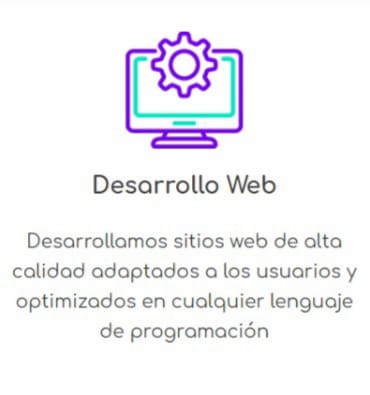 Desarrollo Web
Desarrollamos sitios web de alta
calidad adaptados a los usuarios y
optimizados en cualquier lenguaje
de programación